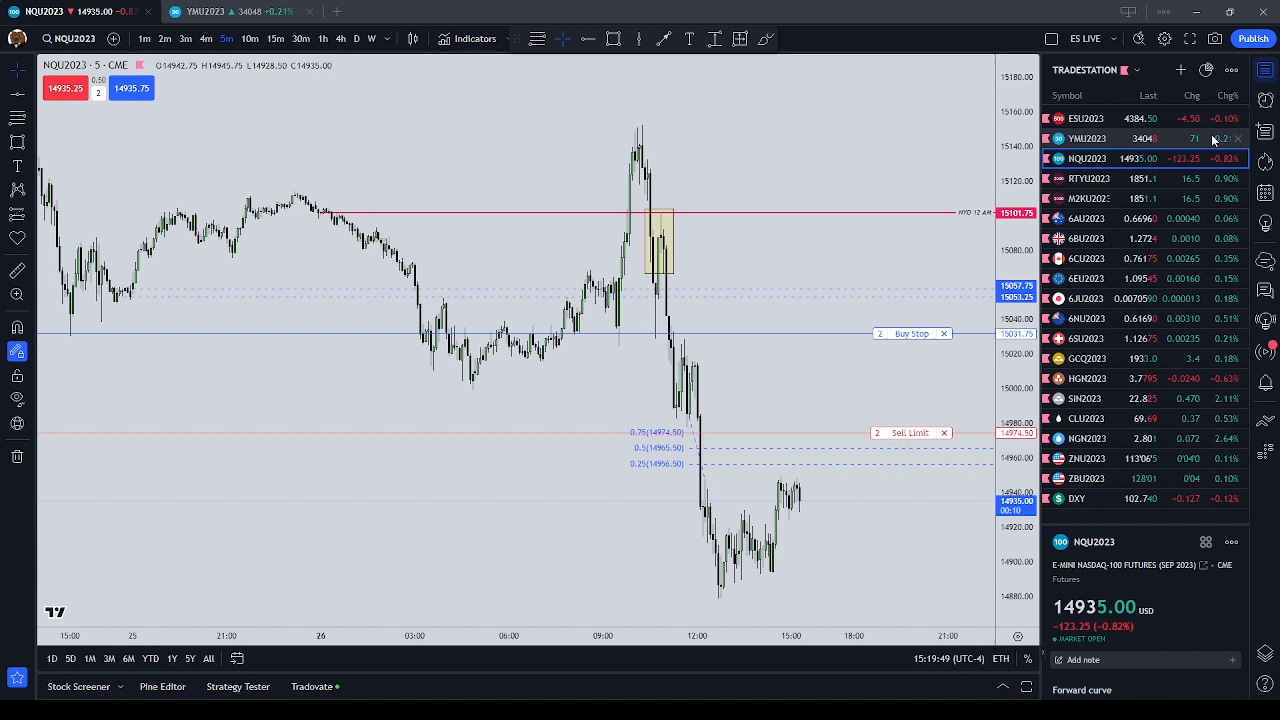 NQU2023 ▼ 14935.00 −0.82
YMU2023 ▲ 34048 +0.21%
NQU2023
1m 2m 3m 4m 5m 10m 15m 30m 1h 4h D W
Indicators
ES LIVE
Publish
NQU2023 · 5 · CME
O14942.75 H14945.75 L14928.50 C14935.00
14935.25
0.50
2
14935.75
NYO 12 AM
2 Buy Stop
2 Sell Limit
0.75(14974.50)
0.5(14965.50)
0.25(14956.50)
15180.00
15160.00
15140.00
15120.00
15101.75
15080.00
15057.75
15053.25
15040.00
15031.75
15020.00
15000.00
14980.00
14974.50
14960.00
14940.00
14935.00
00:10
14920.00
14900.00
14880.00
15:00 25 21:00 26 03:00 06:00 09:00 12:00 15:00 18:00 21:00
1D 5D 1M 3M 6M YTD 1Y 5Y All
15:19:49 (UTC-4) ETH %
Stock Screener Pine Editor Strategy Tester Tradovate
TRADESTATION
Symbol Last Chg Chg%
ESU2023 4384.50 −4.50 −0.10%
YMU2023 34048 71 0.21
NQU2023 14935.00 −123.25 −0.82%
RTYU2023 1851.1 16.5 0.90%
M2KU2023 1851.1 16.5 0.90%
6AU2023 0.66960 0.00040 0.06%
6BU2023 1.2724 0.0010 0.08%
6CU2023 0.76175 0.00265 0.35%
6EU2023 1.09545 0.00160 0.15%
6JU2023 0.0070590 0.000013 0.18%
6NU2023 0.61690 0.00310 0.51%
6SU2023 1.12675 0.00235 0.21%
GCQ2023 1933.0 3.4 0.18%
HGN2023 3.7795 −0.0240 −0.63%
SIN2023 22.825 0.470 2.11%
CLU2023 69.69 0.37 0.53%
NGN2023 2.801 0.072 2.64%
ZNU2023 113'06'5 0'04'0 0.11%
ZBU2023 128'01 0'04 0.10%
DXY 102.740 −0.127 −0.12%
NQU2023
E-MINI NASDAQ-100 FUTURES (SEP 2023) • CME
Futures
14935.00 USD
−123.25 (−0.82%)
MARKET OPEN
Add note
Forward curve